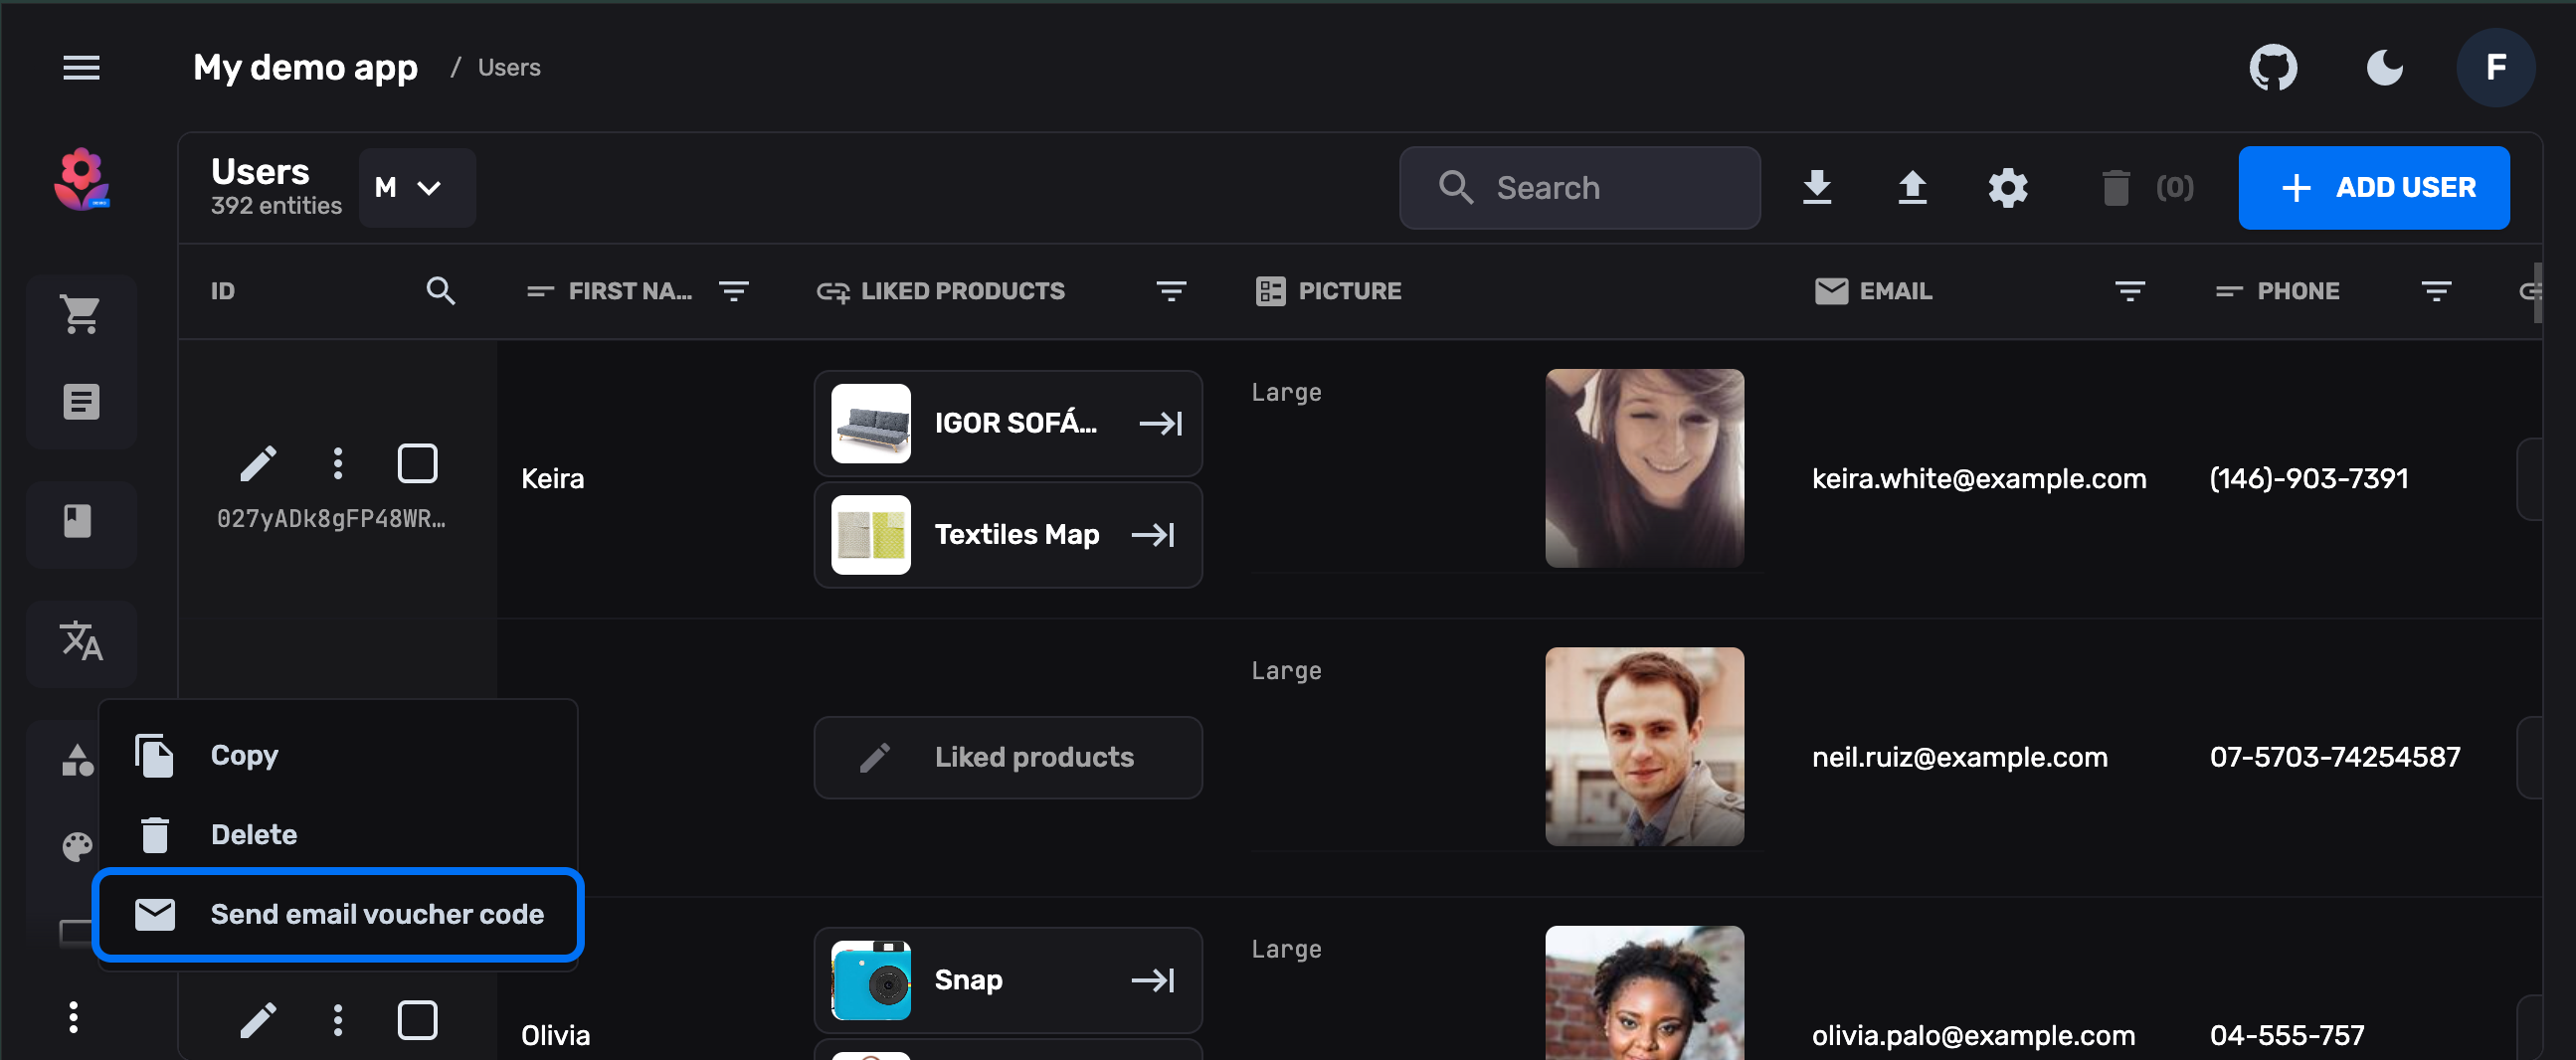 My demo app / Users
F
Users
392 entities
M
Search
(0)
ADD USER
ID
FIRST NA...
LIKED PRODUCTS
PICTURE
EMAIL
PHONE
027yADk8gFP48WR…
Keira
IGOR SOFÁ...
Textiles Map
Large
keira.white@example.com
(146)-903-7391
Liked products
Large
neil.ruiz@example.com
07-5703-74254587
Copy
Delete
Send email voucher code
Olivia
Snap
Large
olivia.palo@example.com
04-555-757